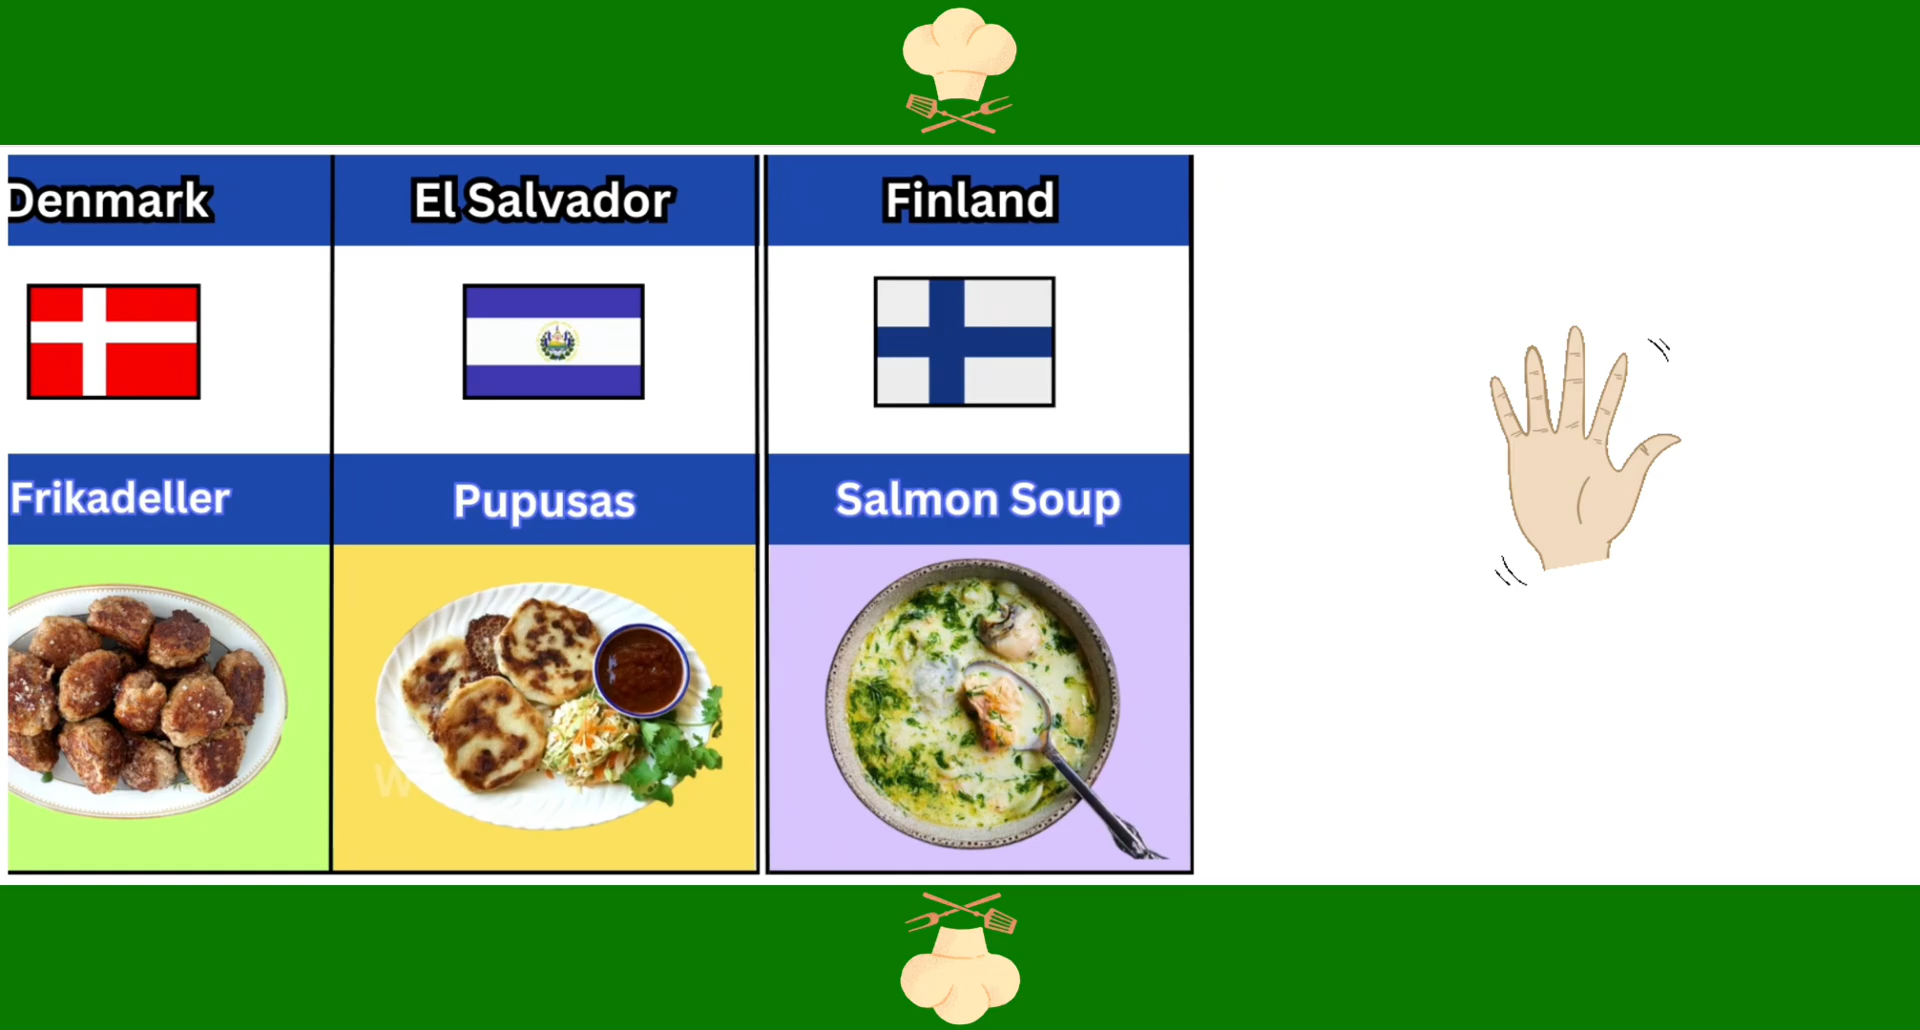 Denmark
El Salvador
Finland
Frikadeller
Pupusas
Salmon Soup